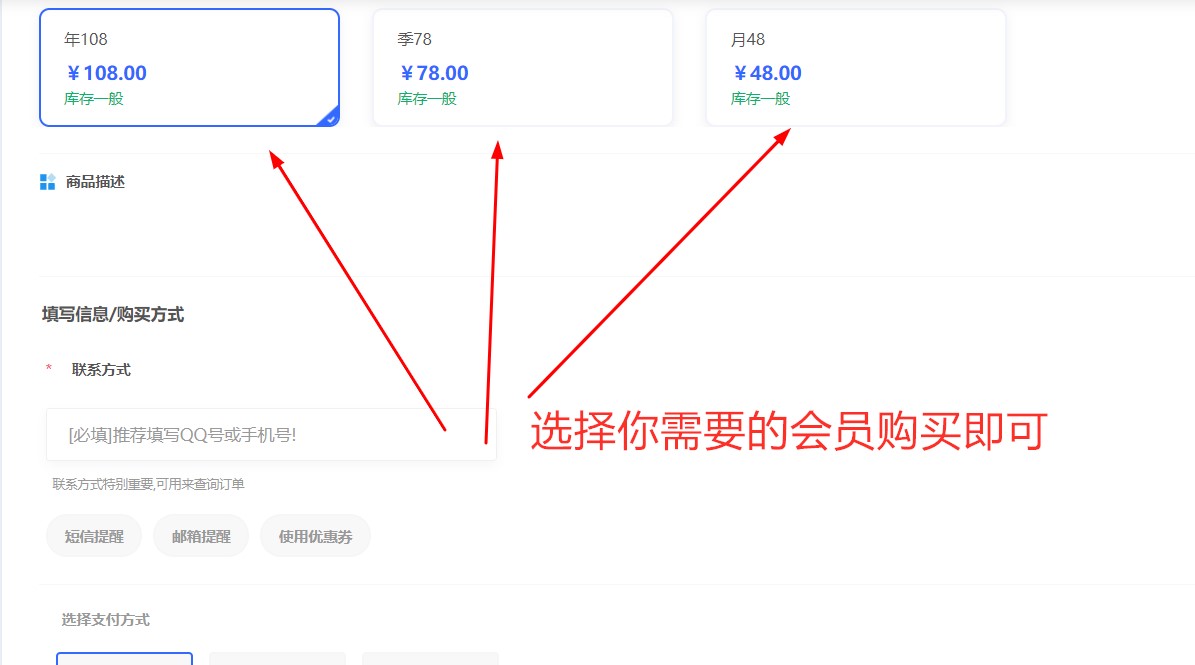 年108
¥108.00
库存一般
季78
¥78.00
库存一般
月48
¥48.00
库存一般
商品描述
填写信息/购买方式
* 联系方式
[必填]推荐填写QQ号或手机号!
选择你需要的会员购买即可
联系方式特别重要,可用来查询订单
短信提醒
邮箱提醒
使用优惠券
选择支付方式